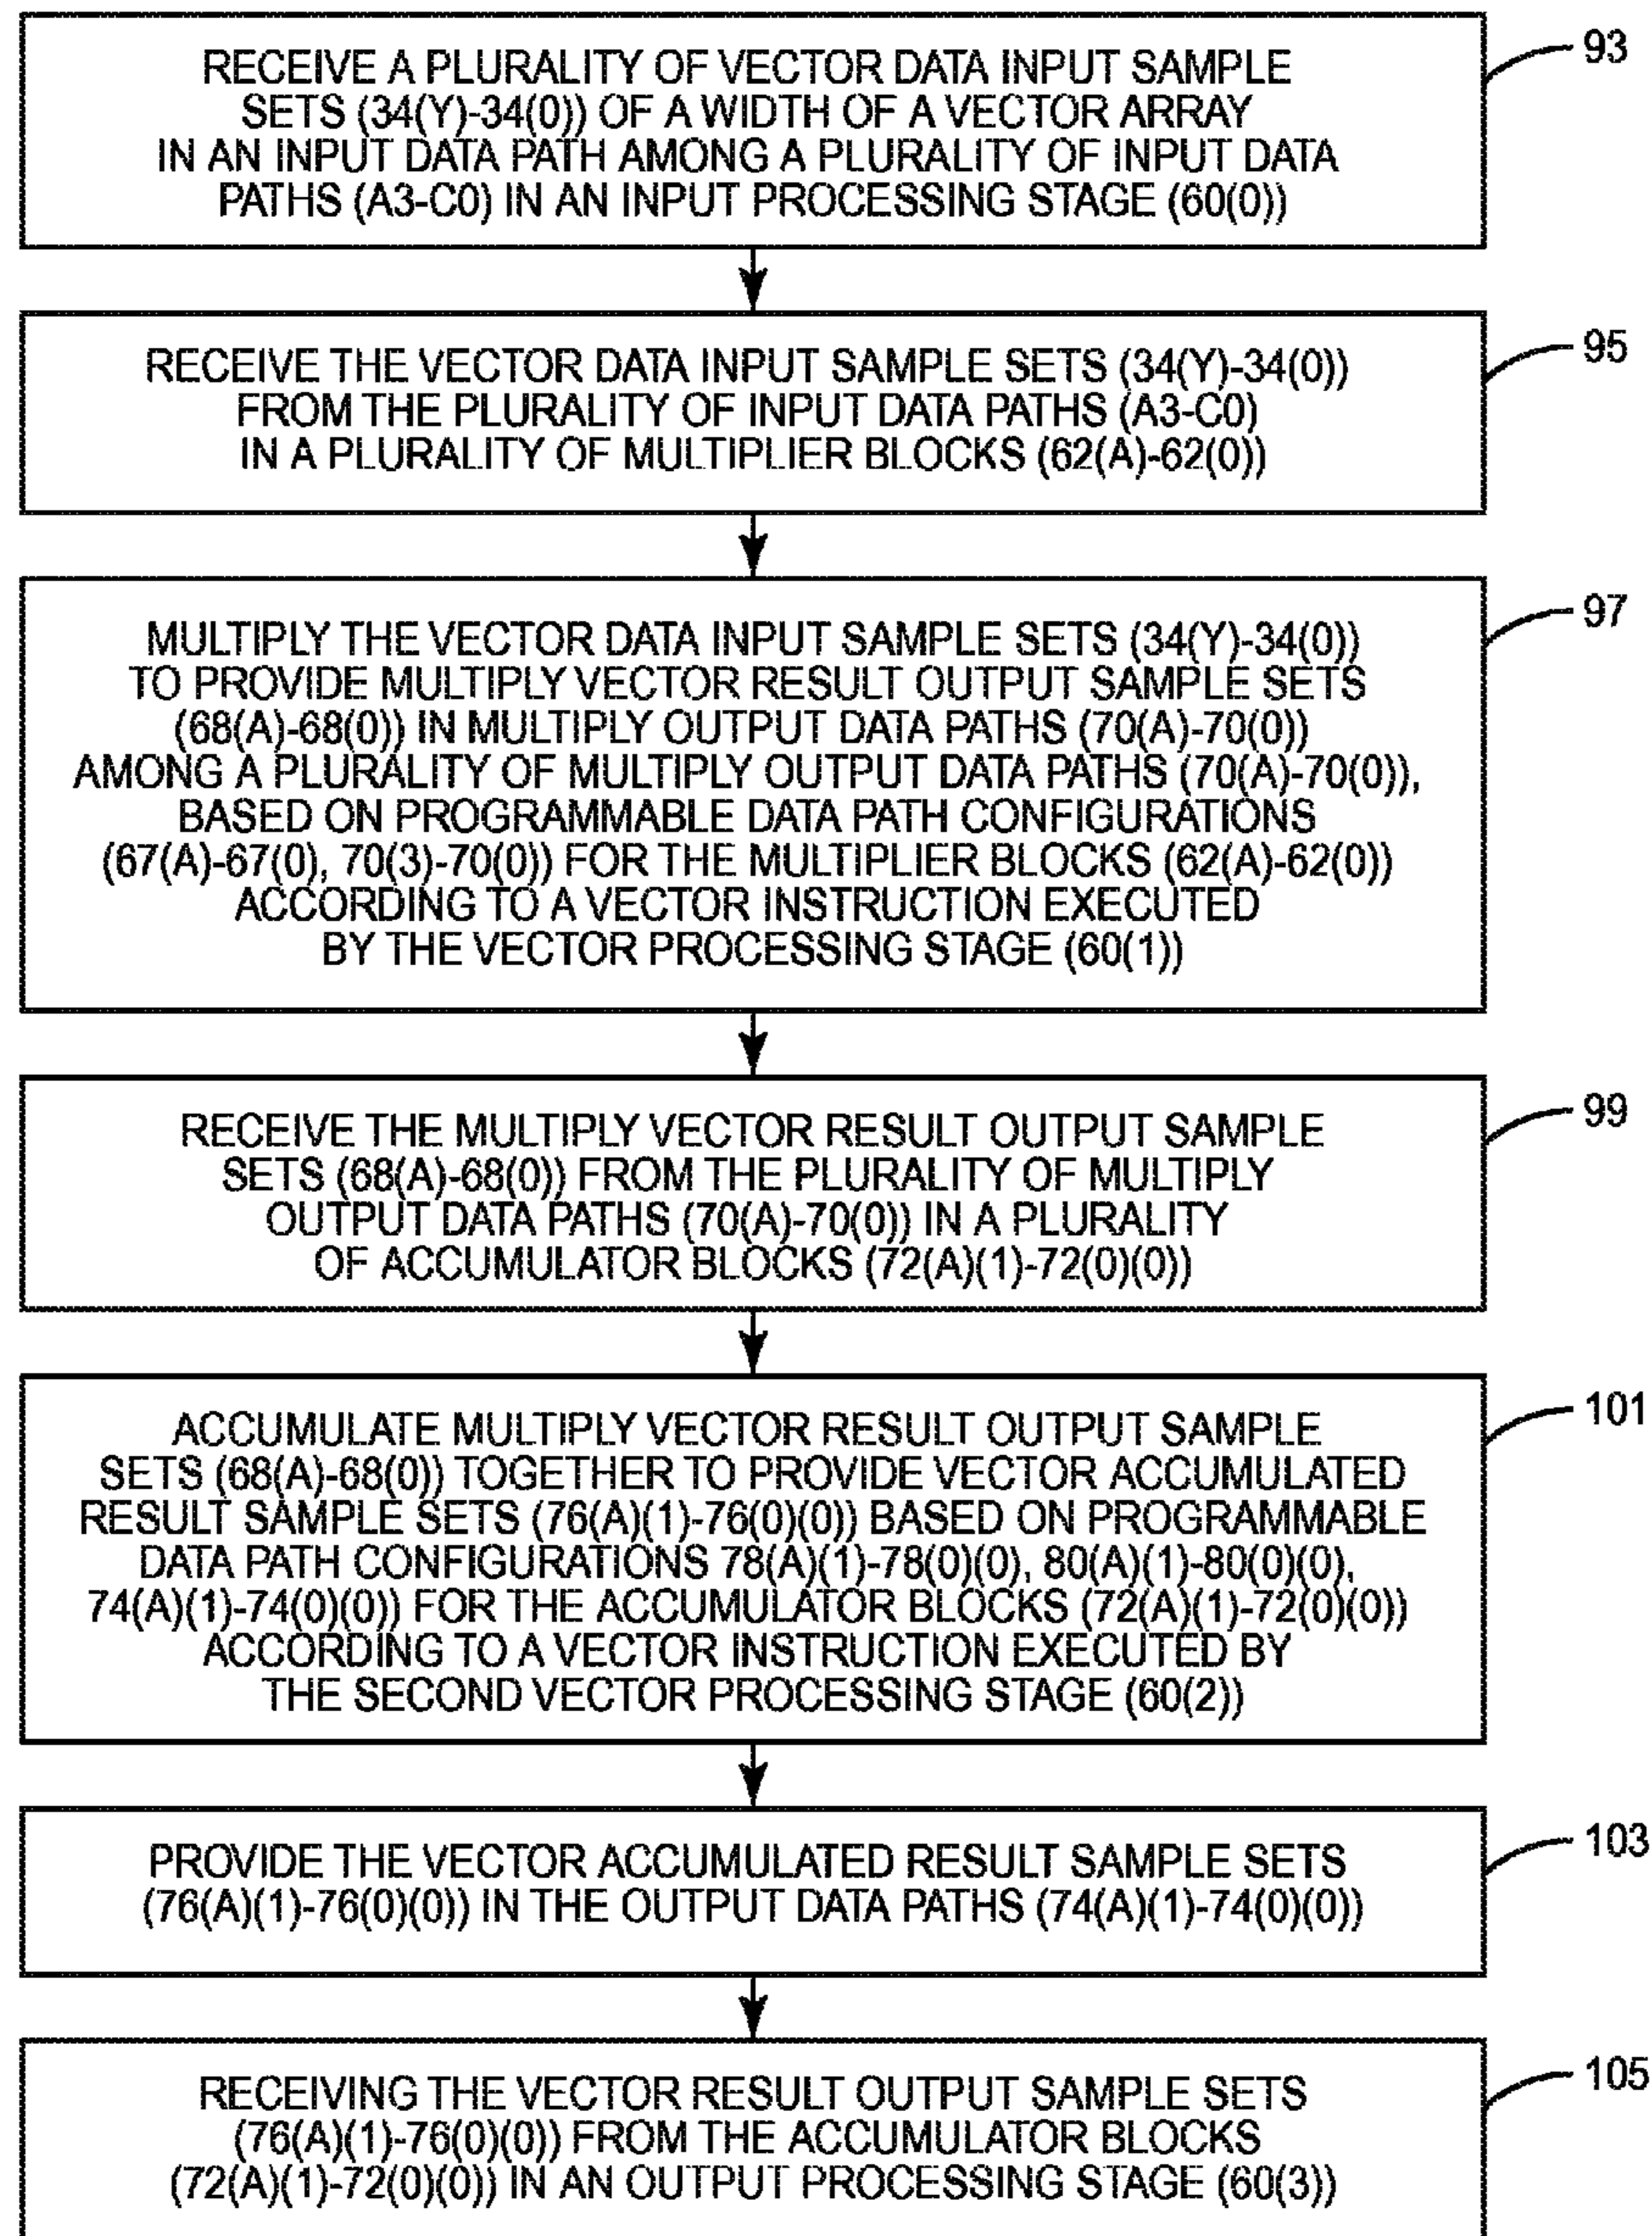 RECEIVE A PLURALITY OF VECTOR DATA INPUT SAMPLE
SETS (34(Y)-34(0)) OF A WIDTH OF A VECTOR ARRAY
IN AN INPUT DATA PATH AMONG A PLURALITY OF INPUT DATA
PATHS (A3-C0) IN AN INPUT PROCESSING STAGE (60(0))
93
RECEIVE THE VECTOR DATA INPUT SAMPLE SETS (34(Y)-34(0))
FROM THE PLURALITY OF INPUT DATA PATHS (A3-C0)
IN A PLURALITY OF MULTIPLIER BLOCKS (62(A)-62(0))
95
MULTIPLY THE VECTOR DATA INPUT SAMPLE SETS (34(Y)-34(0))
TO PROVIDE MULTIPLY VECTOR RESULT OUTPUT SAMPLE SETS
(68(A)-68(0)) IN MULTIPLY OUTPUT DATA PATHS (70(A)-70(0))
AMONG A PLURALITY OF MULTIPLY OUTPUT DATA PATHS (70(A)-70(0)),
BASED ON PROGRAMMABLE DATA PATH CONFIGURATIONS
(67(A)-67(0), 70(3)-70(0)) FOR THE MULTIPLIER BLOCKS (62(A)-62(0))
ACCORDING TO A VECTOR INSTRUCTION EXECUTED
BY THE VECTOR PROCESSING STAGE (60(1))
97
RECEIVE THE MULTIPLY VECTOR RESULT OUTPUT SAMPLE
SETS (68(A)-68(0)) FROM THE PLURALITY OF MULTIPLY
OUTPUT DATA PATHS (70(A)-70(0)) IN A PLURALITY
OF ACCUMULATOR BLOCKS (72(A)(1)-72(0)(0))
99
ACCUMULATE MULTIPLY VECTOR RESULT OUTPUT SAMPLE
SETS (68(A)-68(0)) TOGETHER TO PROVIDE VECTOR ACCUMULATED
RESULT SAMPLE SETS (76(A)(1)-76(0)(0)) BASED ON PROGRAMMABLE
DATA PATH CONFIGURATIONS 78(A)(1)-78(0)(0), 80(A)(1)-80(0)(0),
74(A)(1)-74(0)(0)) FOR THE ACCUMULATOR BLOCKS (72(A)(1)-72(0)(0))
ACCORDING TO A VECTOR INSTRUCTION EXECUTED BY
THE SECOND VECTOR PROCESSING STAGE (60(2))
101
PROVIDE THE VECTOR ACCUMULATED RESULT SAMPLE SETS
(76(A)(1)-76(0)(0)) IN THE OUTPUT DATA PATHS (74(A)(1)-74(0)(0))
103
RECEIVING THE VECTOR RESULT OUTPUT SAMPLE SETS
(76(A)(1)-76(0)(0)) FROM THE ACCUMULATOR BLOCKS
(72(A)(1)-72(0)(0)) IN AN OUTPUT PROCESSING STAGE (60(3))
105